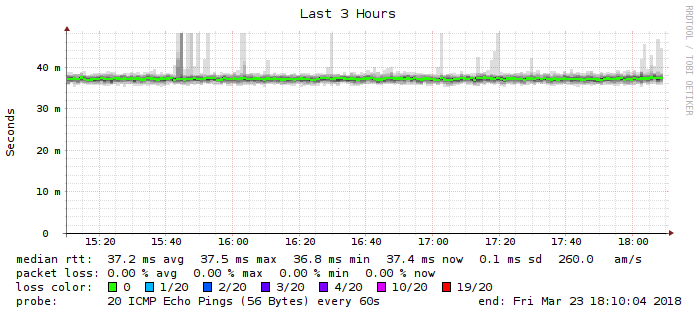 Last 3 Hours
RRDTOOL / TOBI OETIKER
Seconds
40 m
30 m
20 m
10 m
0
15:20 15:40 16:00 16:20 16:40 17:00 17:20 17:40 18:00
median rtt: 37.2 ms avg 37.5 ms max 36.8 ms min 37.4 ms now 0.1 ms sd 260.0 am/s
packet loss: 0.00 % avg 0.00 % max 0.00 % min 0.00 % now
loss color: 0 1/20 2/20 3/20 4/20 10/20 19/20
probe: 20 ICMP Echo Pings (56 Bytes) every 60s end: Fri Mar 23 18:10:04 2018